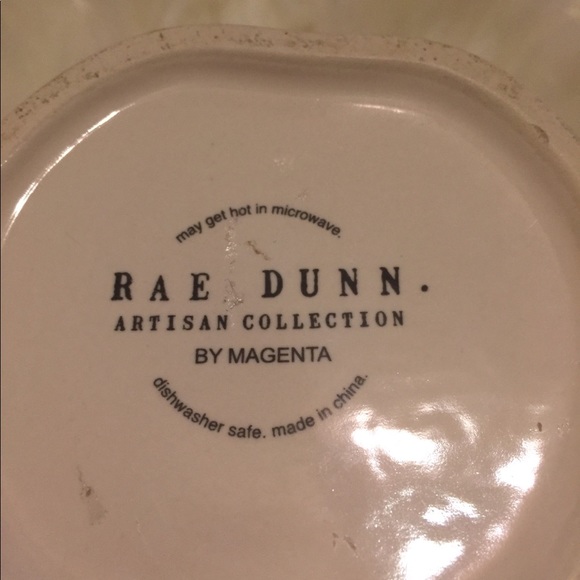 may get hot in microwave.
RAE DUNN.
ARTISAN COLLECTION
BY MAGENTA
dishwasher safe. made in china.